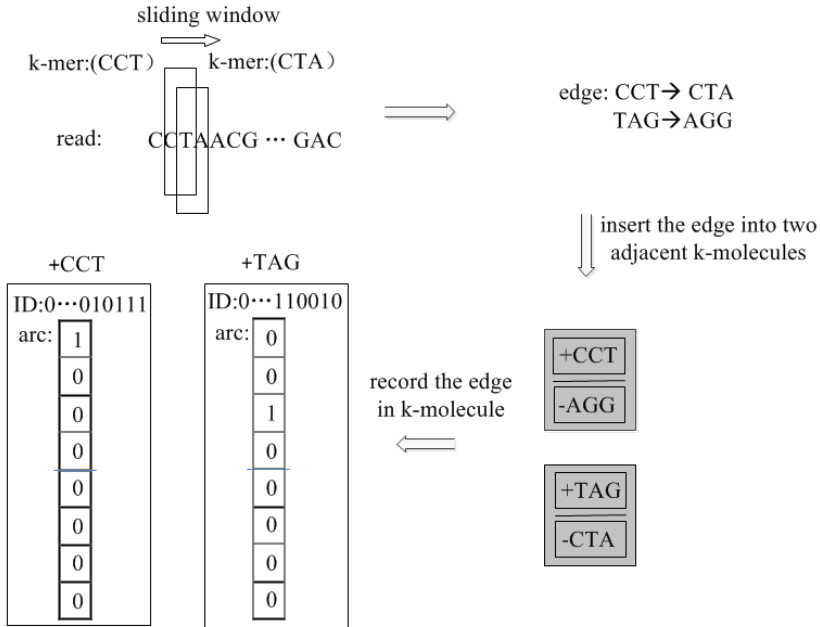 sliding window
k-mer:(CCT） k-mer:(CTA）
read: CCTAACG ··· GAC
edge: CCT→ CTA
TAG→AGG
insert the edge into two
adjacent k-molecules
+CCT
-AGG
+TAG
-CTA
record the edge
in k-molecule
+CCT
ID:0···010111
arc: 1
0
0
0
0
0
0
0
+TAG
ID:0···110010
arc: 0
0
1
0
0
0
0
0